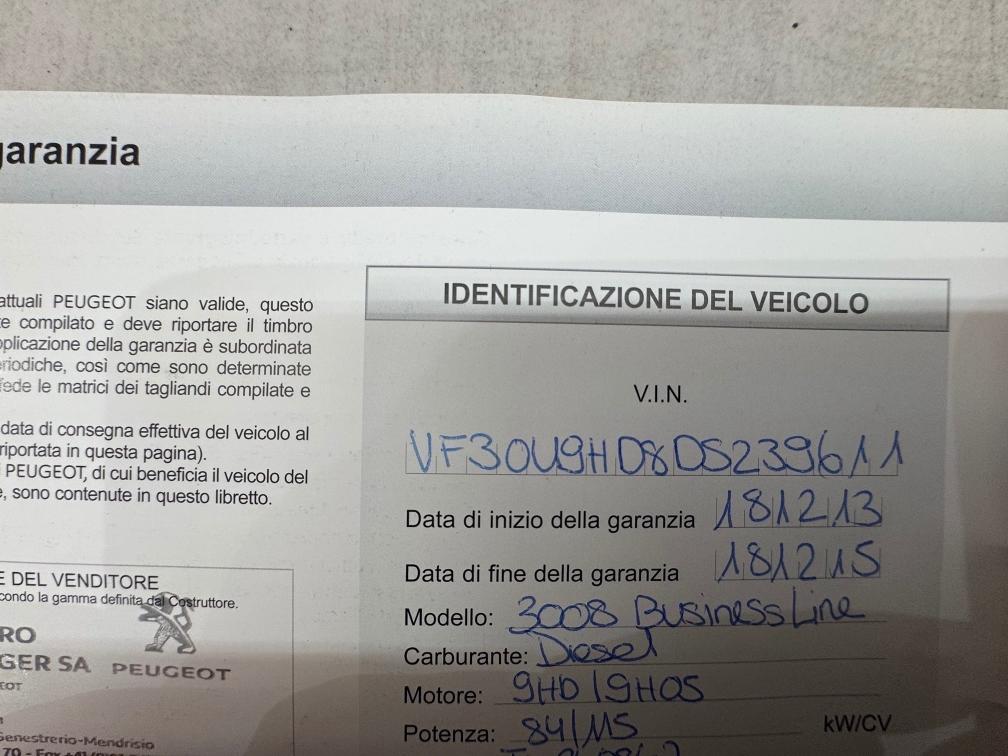 garanzia
attuali PEUGEOT siano valide, questo
compilato e deve riportare il timbro
applicazione della garanzia è subordinata
periodiche, così come sono determinate
fede le matrici dei tagliandi compilate e
data di consegna effettiva del veicolo al
riportata in questa pagina).
PEUGEOT, di cui beneficia il veicolo del
sono contenute in questo libretto.
E DEL VENDITORE
condo la gamma definita dal Costruttore.
RO
GER SA PEUGEOT
EOT
Genestrerio-Mendrisio
IDENTIFICAZIONE DEL VEICOLO
V.I.N.
VF30U9HD8DS239611
Data di inizio della garanzia 181213
Data di fine della garanzia 181215
Modello: 3008 Business Line
Carburante: Diesel
Motore: 9HD / 9H05
Potenza: 84/115 kW/CV